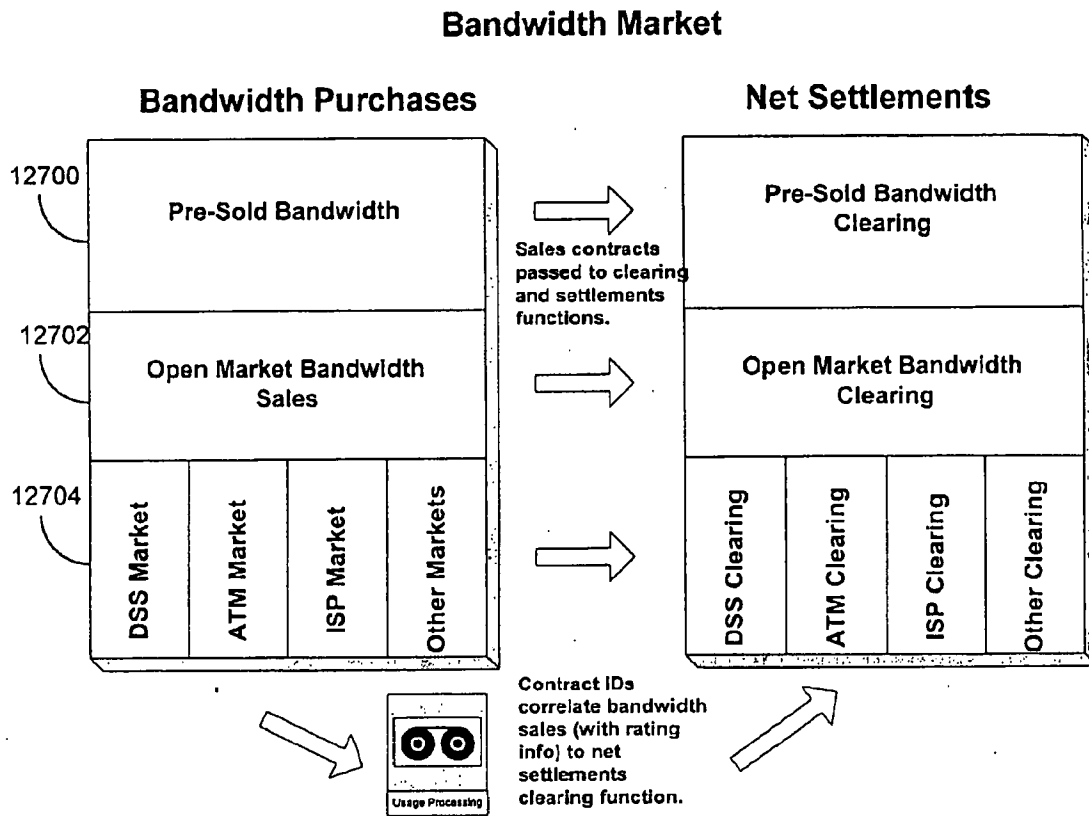 Bandwidth Market
Bandwidth Purchases
Net Settlements
12700
Pre-Sold Bandwidth
Pre-Sold Bandwidth
Clearing
Sales contracts
passed to clearing
and settlements
functions.
12702
Open Market Bandwidth
Sales
Open Market Bandwidth
Clearing
12704
DSS Market
ATM Market
ISP Market
Other Markets
DSS Clearing
ATM Clearing
ISP Clearing
Other Clearing
Contract IDs
correlate bandwidth
sales (with rating
info) to net
settlements
clearing function.
Usage Processing